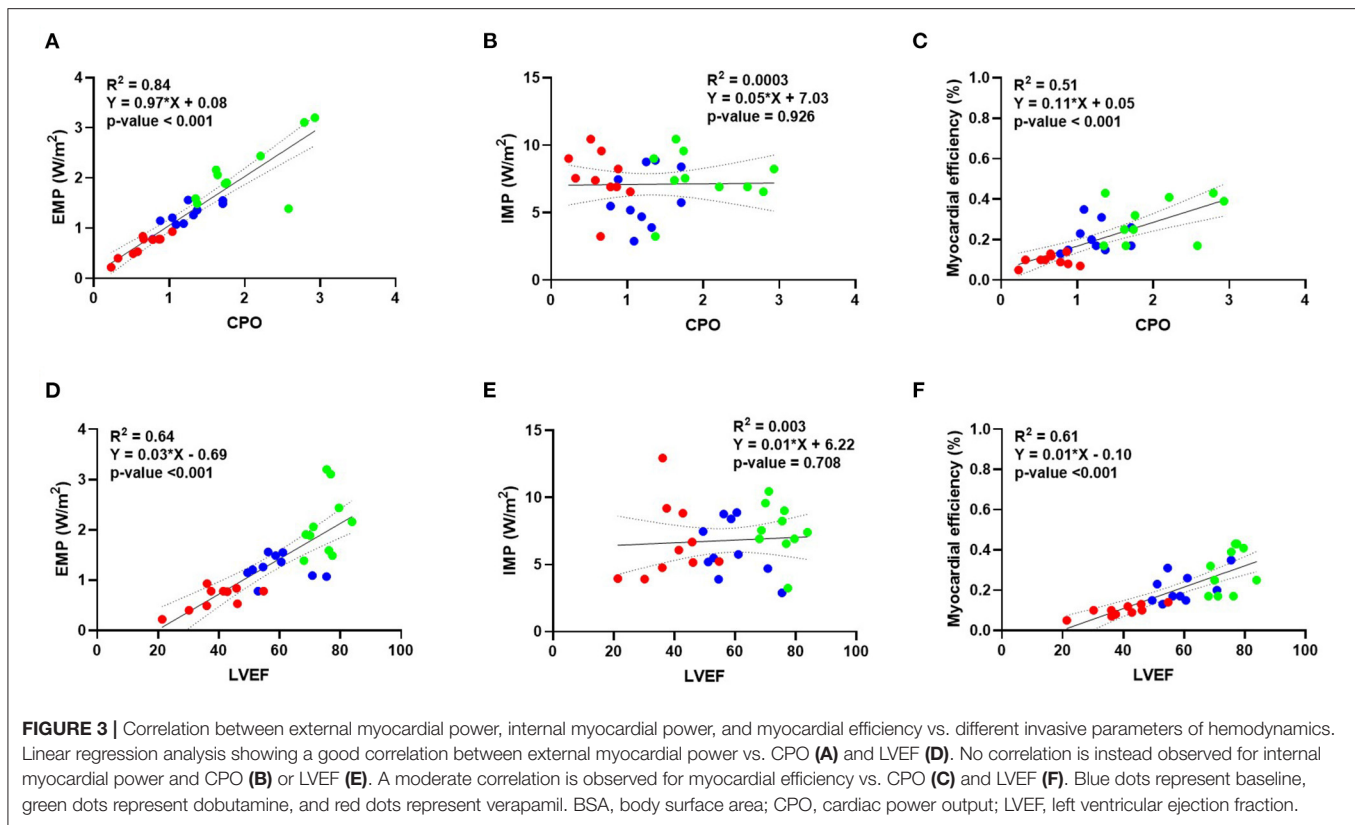 A
R² = 0.84
Y = 0.97*X + 0.08
p-value < 0.001
EMP (W/m²)
4
3
2
1
0
0 1 2 3 4
CPO
B
R² = 0.0003
Y = 0.05*X + 7.03
p-value = 0.926
IMP (W/m²)
15
10
5
0
0 1 2 3 4
CPO
C
R² = 0.51
Y = 0.11*X + 0.05
p-value < 0.001
Myocardial efficiency (%)
1.0
0.8
0.6
0.4
0.2
0.0
0 1 2 3 4
CPO
D
R² = 0.64
Y = 0.03*X - 0.69
p-value <0.001
EMP (W/m²)
4
3
2
1
0
0 20 40 60 80 100
LVEF
E
R² = 0.003
Y = 0.01*X + 6.22
p-value = 0.708
IMP (W/m²)
15
10
5
0
0 20 40 60 80 100
LVEF
F
R² = 0.61
Y = 0.01*X - 0.10
p-value <0.001
Myocardial efficiency (%)
1.0
0.8
0.6
0.4
0.2
0.0
0 20 40 60 80 100
LVEF
FIGURE 3 | Correlation between external myocardial power, internal myocardial power, and myocardial efficiency vs. different invasive parameters of hemodynamics.
Linear regression analysis showing a good correlation between external myocardial power vs. CPO (A) and LVEF (D). No correlation is instead observed for internal
myocardial power and CPO (B) or LVEF (E). A moderate correlation is observed for myocardial efficiency vs. CPO (C) and LVEF (F). Blue dots represent baseline,
green dots represent dobutamine, and red dots represent verapamil. BSA, body surface area; CPO, cardiac power output; LVEF, left ventricular ejection fraction.